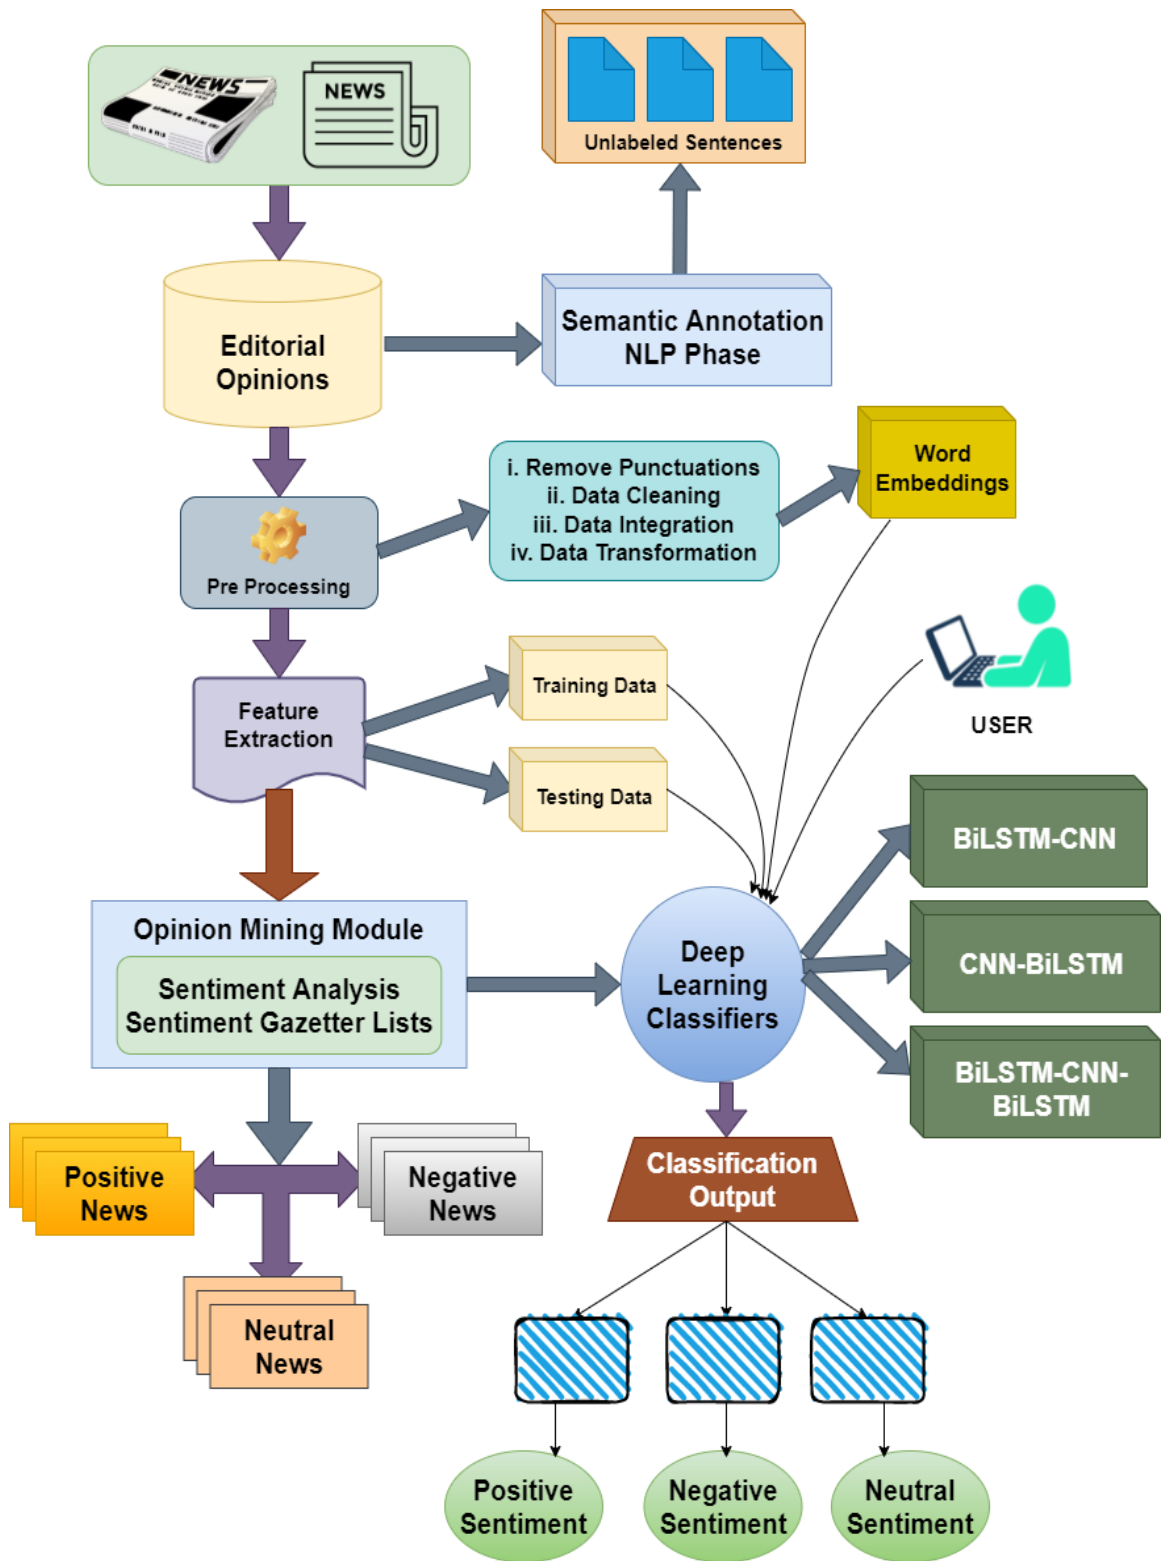 NEWS
NEWS
Unlabeled Sentences
Editorial
Opinions
Semantic Annotation
NLP Phase
i. Remove Punctuations
ii. Data Cleaning
iii. Data Integration
iv. Data Transformation
Word
Embeddings
Pre Processing
Feature
Extraction
Training Data
Testing Data
USER
Opinion Mining Module
Sentiment Analysis
Sentiment Gazetter Lists
Deep
Learning
Classifiers
BiLSTM-CNN
CNN-BiLSTM
BiLSTM-CNN-
BiLSTM
Positive
News
Negative
News
Neutral
News
Classification
Output
Positive
Sentiment
Negative
Sentiment
Neutral
Sentiment